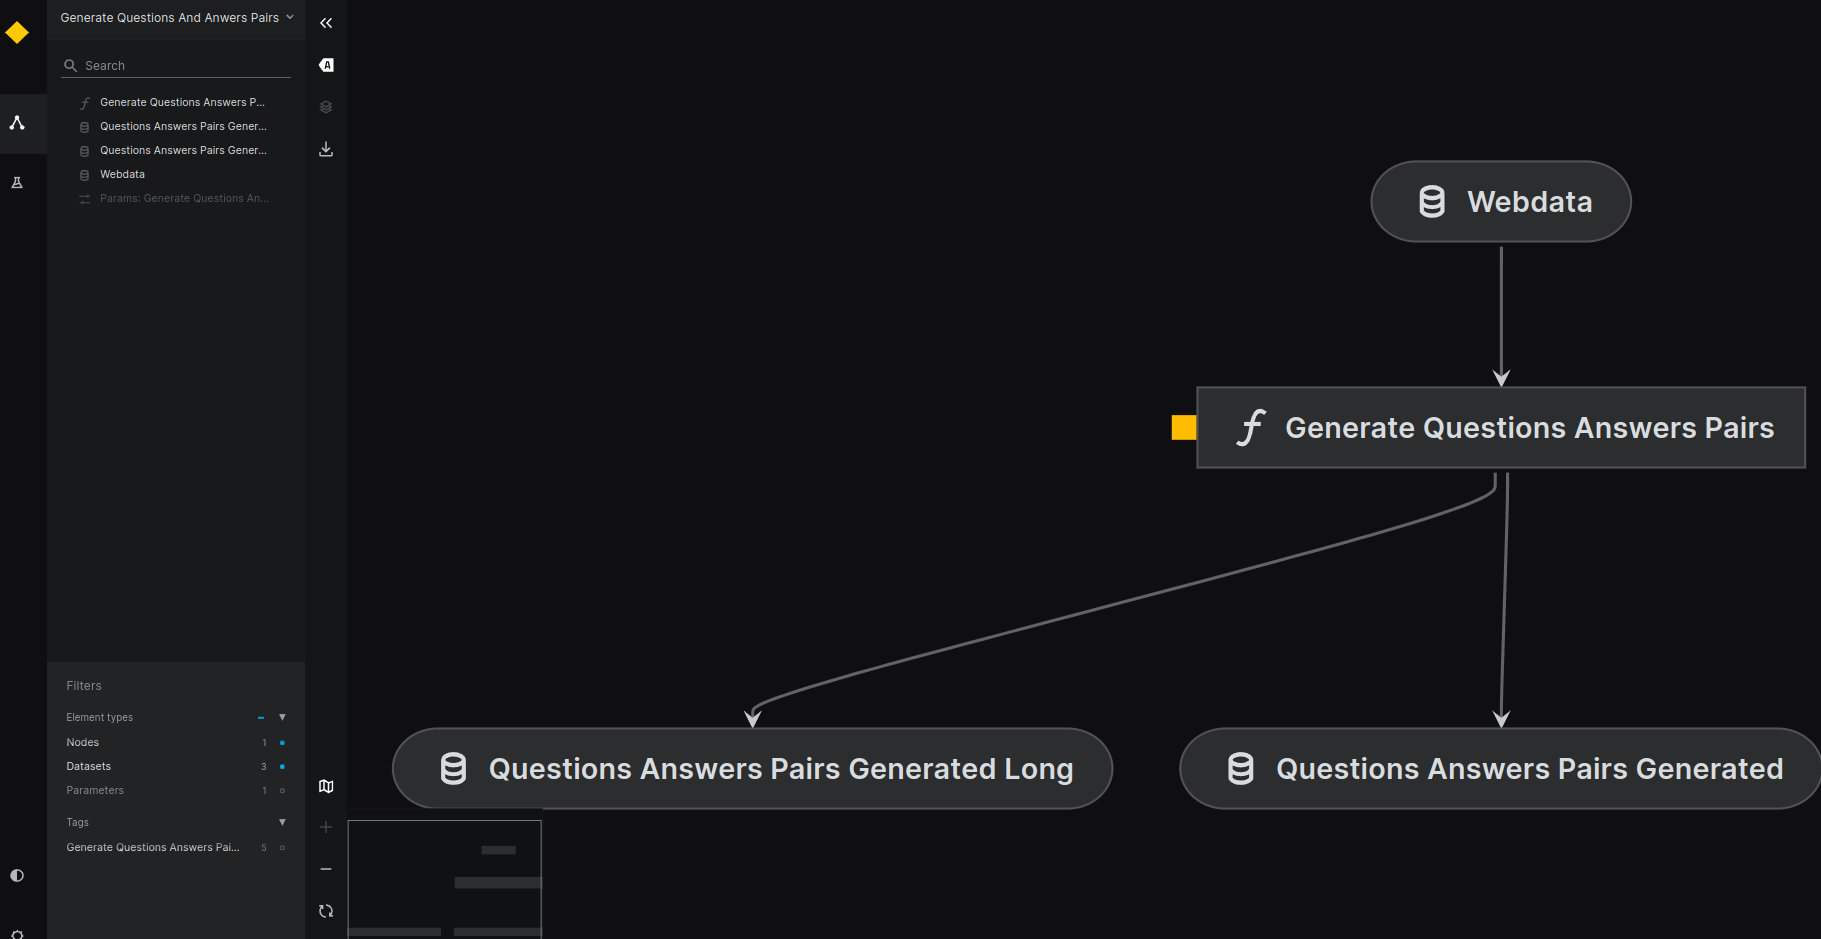 Generate Questions And Anwers Pairs
Search
Generate Questions Answers P...
Questions Answers Pairs Gener...
Questions Answers Pairs Gener...
Webdata
Params: Generate Questions An...
Filters
Element types
Nodes 1
Datasets 3
Parameters 1
Tags
Generate Questions Answers Pai... 5
A
Webdata
Generate Questions Answers Pairs
Questions Answers Pairs Generated Long
Questions Answers Pairs Generated